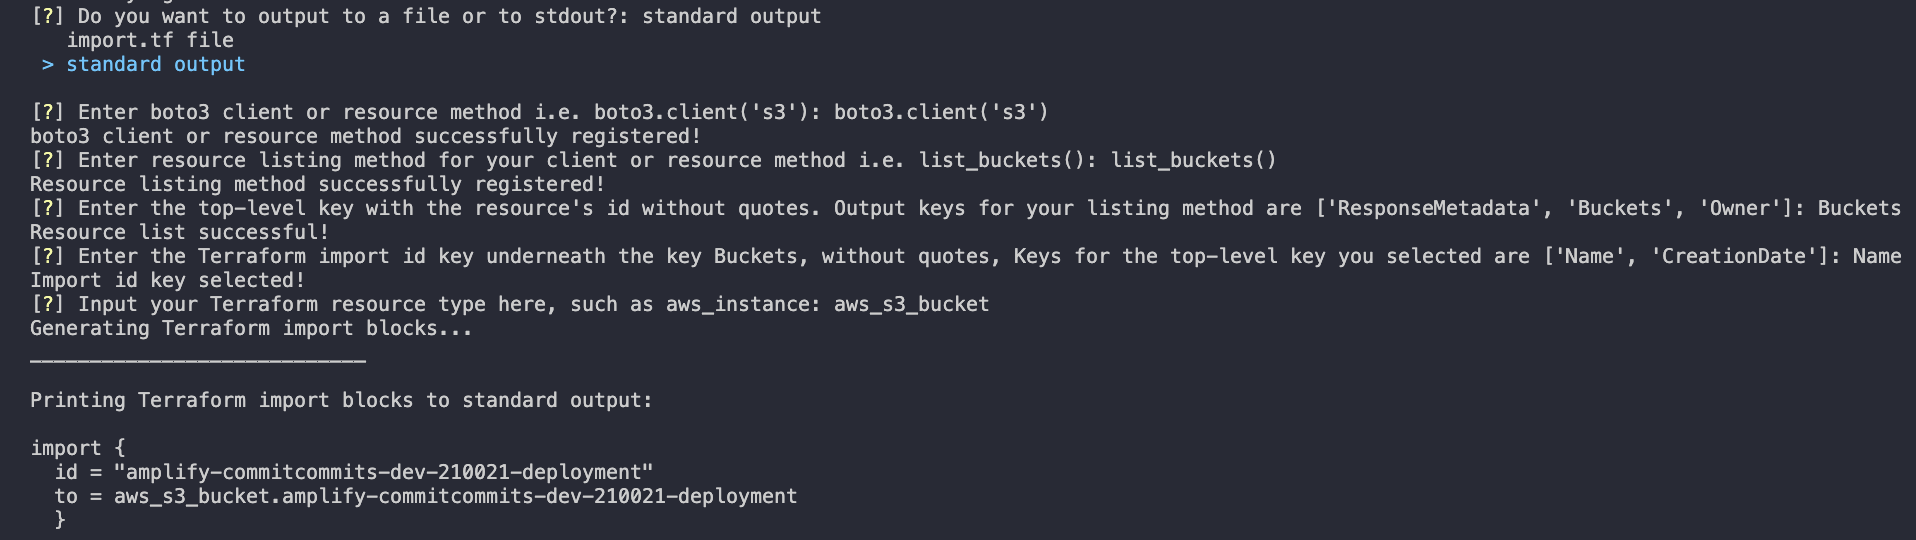 [?] Do you want to output to a file or to stdout?: standard output
import.tf file
> standard output
[?] Enter boto3 client or resource method i.e. boto3.client('s3'): boto3.client('s3')
boto3 client or resource method successfully registered!
[?] Enter resource listing method for your client or resource method i.e. list_buckets(): list_buckets()
Resource listing method successfully registered!
[?] Enter the top-level key with the resource's id without quotes. Output keys for your listing method are ['ResponseMetadata', 'Buckets', 'Owner']: Buckets
Resource list successful!
[?] Enter the Terraform import id key underneath the key Buckets, without quotes, Keys for the top-level key you selected are ['Name', 'CreationDate']: Name
Import id key selected!
[?] Input your Terraform resource type here, such as aws_instance: aws_s3_bucket
Generating Terraform import blocks...
____________________________
Printing Terraform import blocks to standard output:
import {
id = "amplify-commitcommits-dev-210021-deployment"
to = aws_s3_bucket.amplify-commitcommits-dev-210021-deployment
}